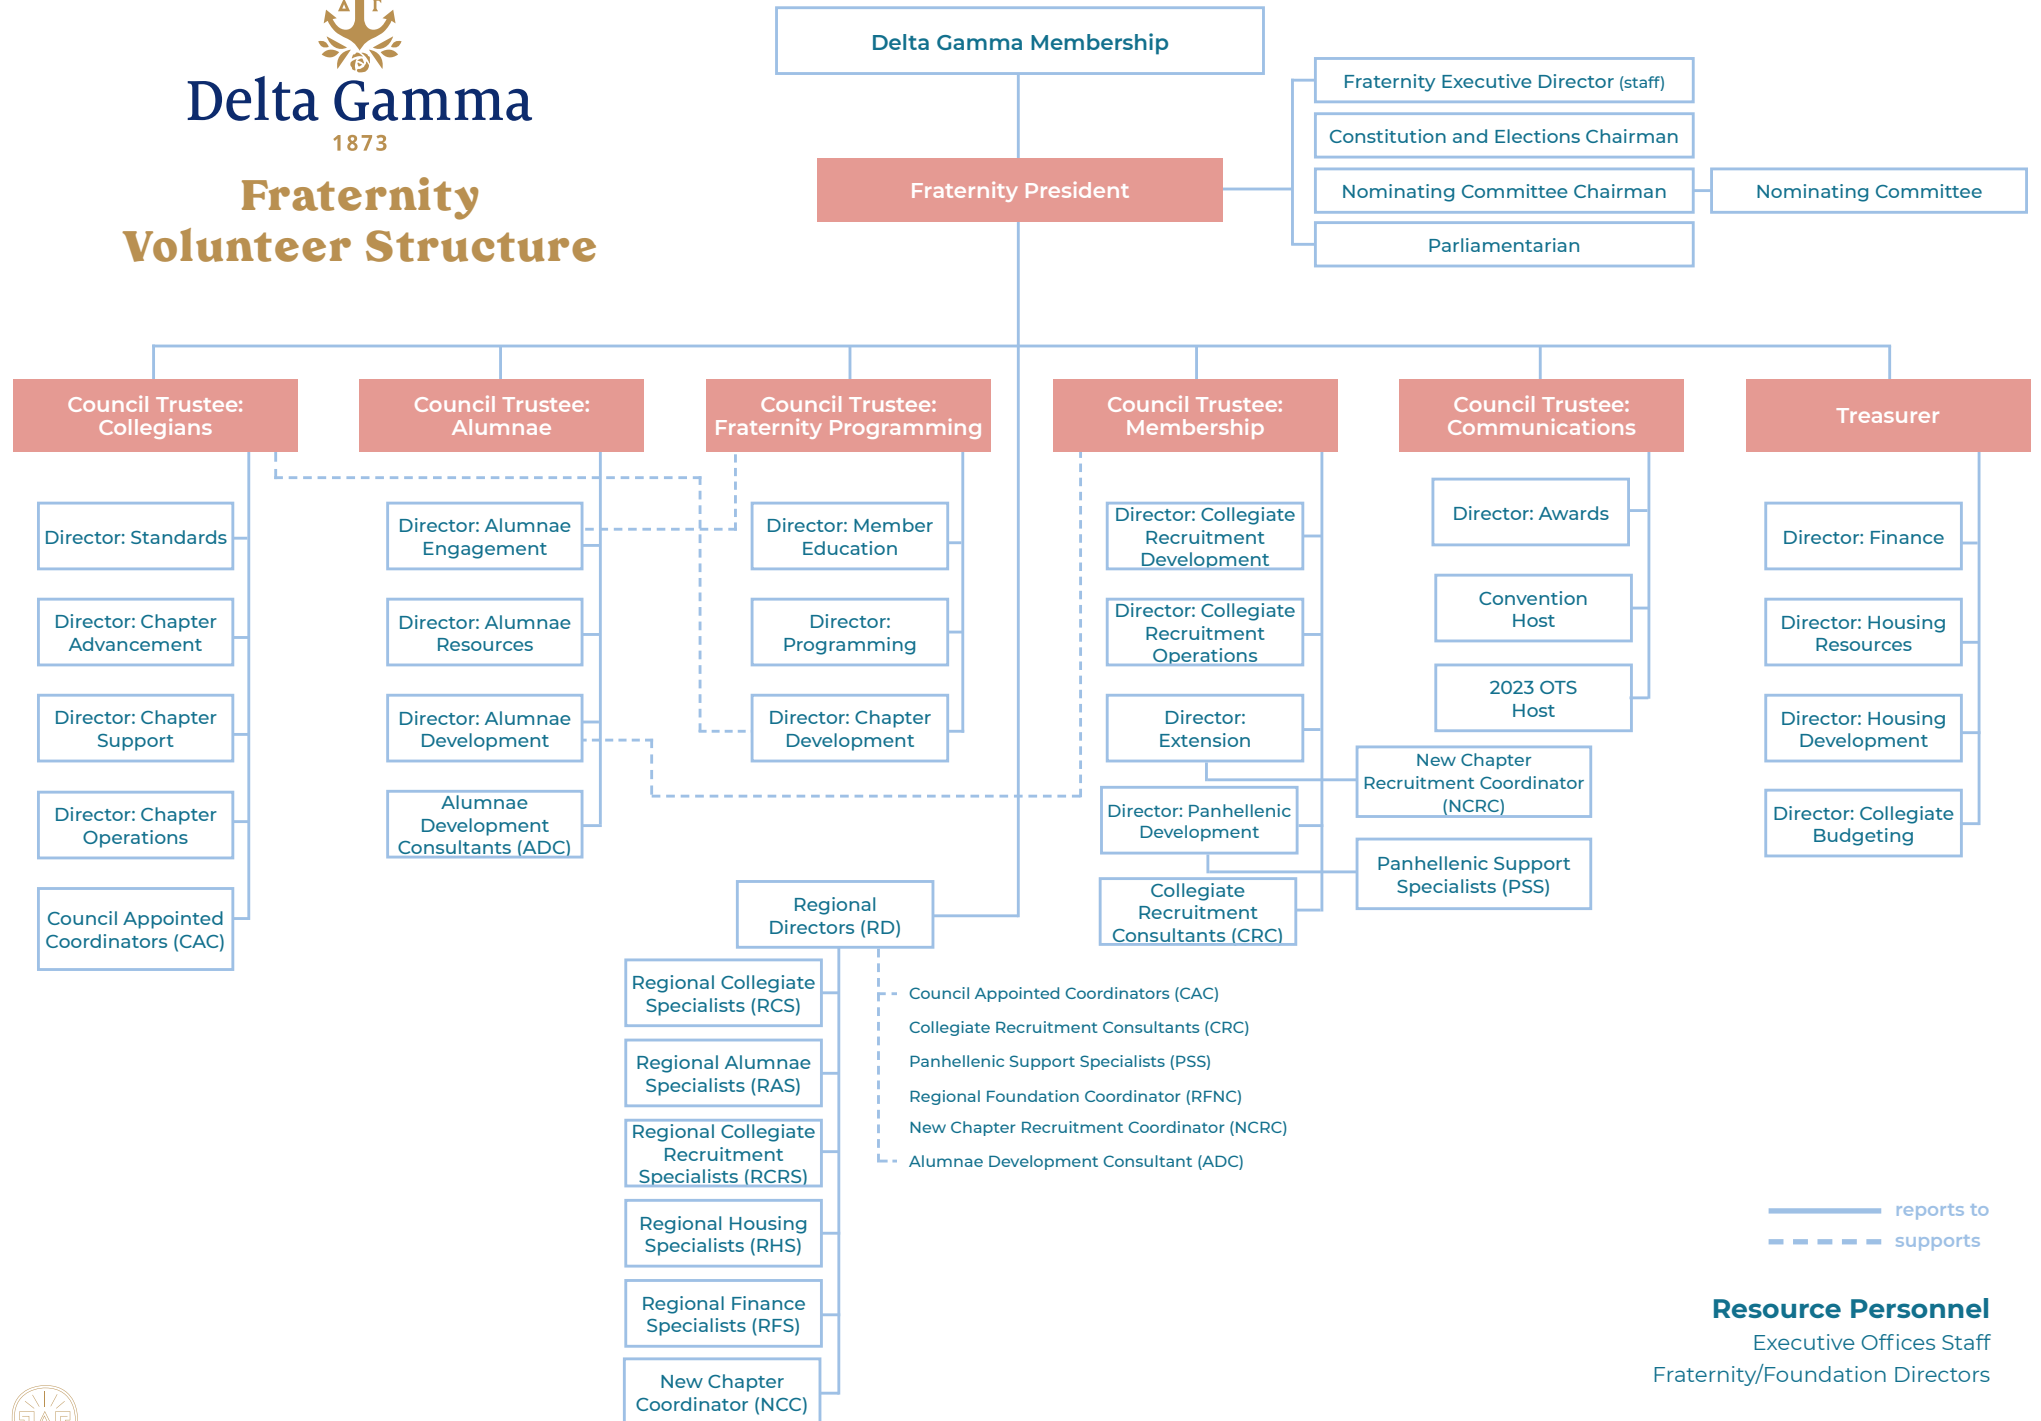 Δ Γ
Delta Gamma
1873
Fraternity
Volunteer Structure
Delta Gamma Membership
Fraternity President
Fraternity Executive Director (staff)
Constitution and Elections Chairman
Nominating Committee Chairman
Nominating Committee
Parliamentarian
Council Trustee:
Collegians
Director: Standards
Director: Chapter
Advancement
Director: Chapter
Support
Director: Chapter
Operations
Council Appointed
Coordinators (CAC)
Council Trustee:
Alumnae
Director: Alumnae
Engagement
Director: Alumnae
Resources
Director: Alumnae
Development
Alumnae
Development
Consultants (ADC)
Council Trustee:
Fraternity Programming
Director: Member
Education
Director:
Programming
Director: Chapter
Development
Council Trustee:
Membership
Director: Collegiate
Recruitment
Development
Director: Collegiate
Recruitment
Operations
Director:
Extension
New Chapter
Recruitment Coordinator
(NCRC)
Director: Panhellenic
Development
Panhellenic Support
Specialists (PSS)
Collegiate
Recruitment
Consultants (CRC)
Council Trustee:
Communications
Director: Awards
Convention
Host
2023 OTS
Host
Treasurer
Director: Finance
Director: Housing
Resources
Director: Housing
Development
Director: Collegiate
Budgeting
Regional
Directors (RD)
Regional Collegiate
Specialists (RCS)
Regional Alumnae
Specialists (RAS)
Regional Collegiate
Recruitment
Specialists (RCRS)
Regional Housing
Specialists (RHS)
Regional Finance
Specialists (RFS)
New Chapter
Coordinator (NCC)
Council Appointed Coordinators (CAC)
Collegiate Recruitment Consultants (CRC)
Panhellenic Support Specialists (PSS)
Regional Foundation Coordinator (RFNC)
New Chapter Recruitment Coordinator (NCRC)
Alumnae Development Consultant (ADC)
reports to
supports
Resource Personnel
Executive Offices Staff
Fraternity/Foundation Directors